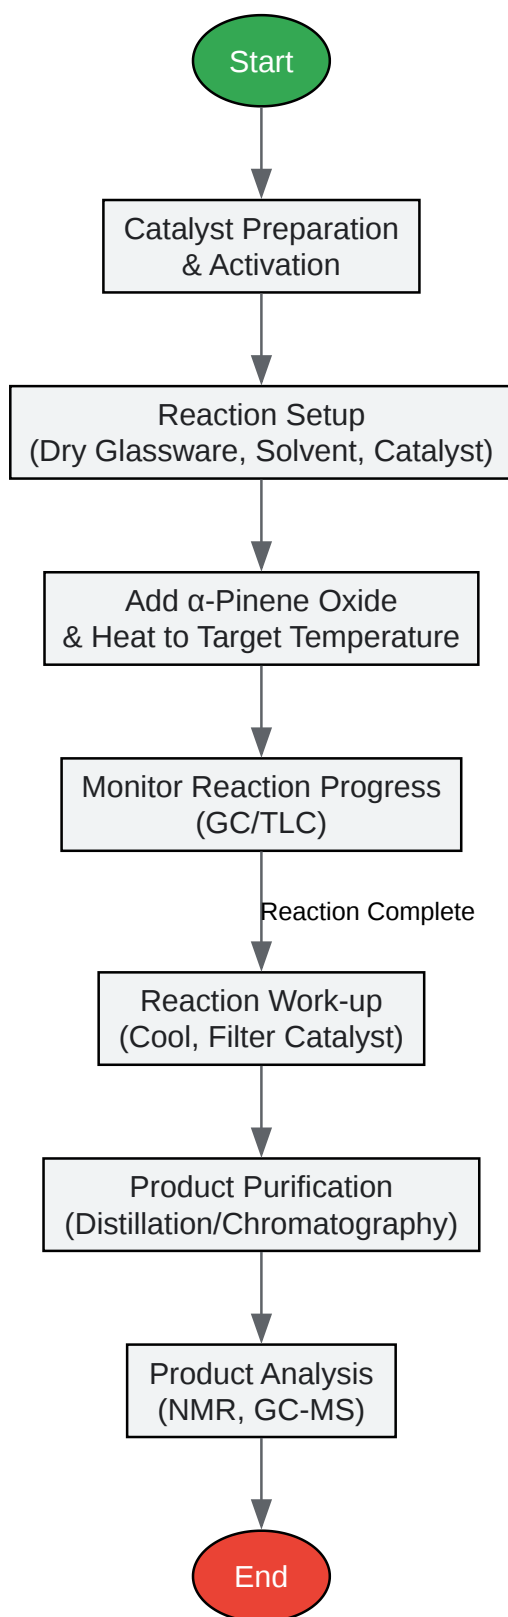 Start
Catalyst Preparation
& Activation
Reaction Setup
(Dry Glassware, Solvent, Catalyst)
Add α-Pinene Oxide
& Heat to Target Temperature
Monitor Reaction Progress
(GC/TLC)
Reaction Complete
Reaction Work-up
(Cool, Filter Catalyst)
Product Purification
(Distillation/Chromatography)
Product Analysis
(NMR, GC-MS)
End